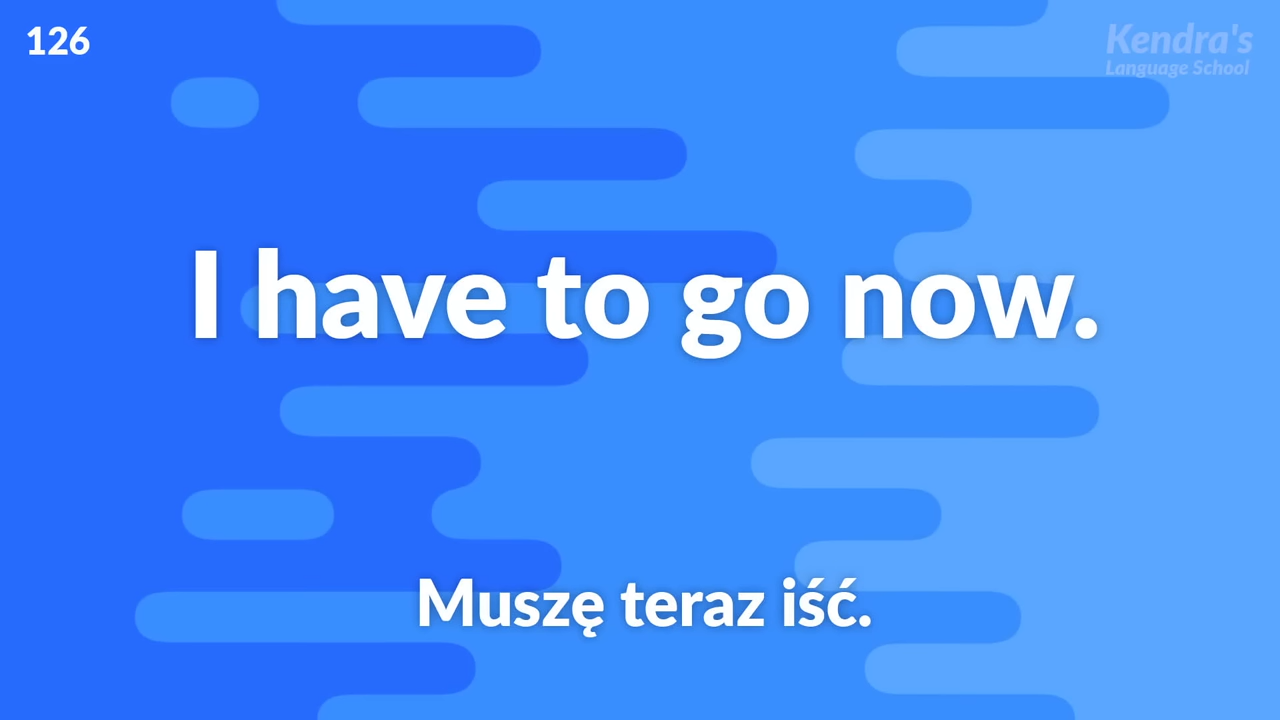 126
Kendra's
Language School
I have to go now.
Muszę teraz iść.